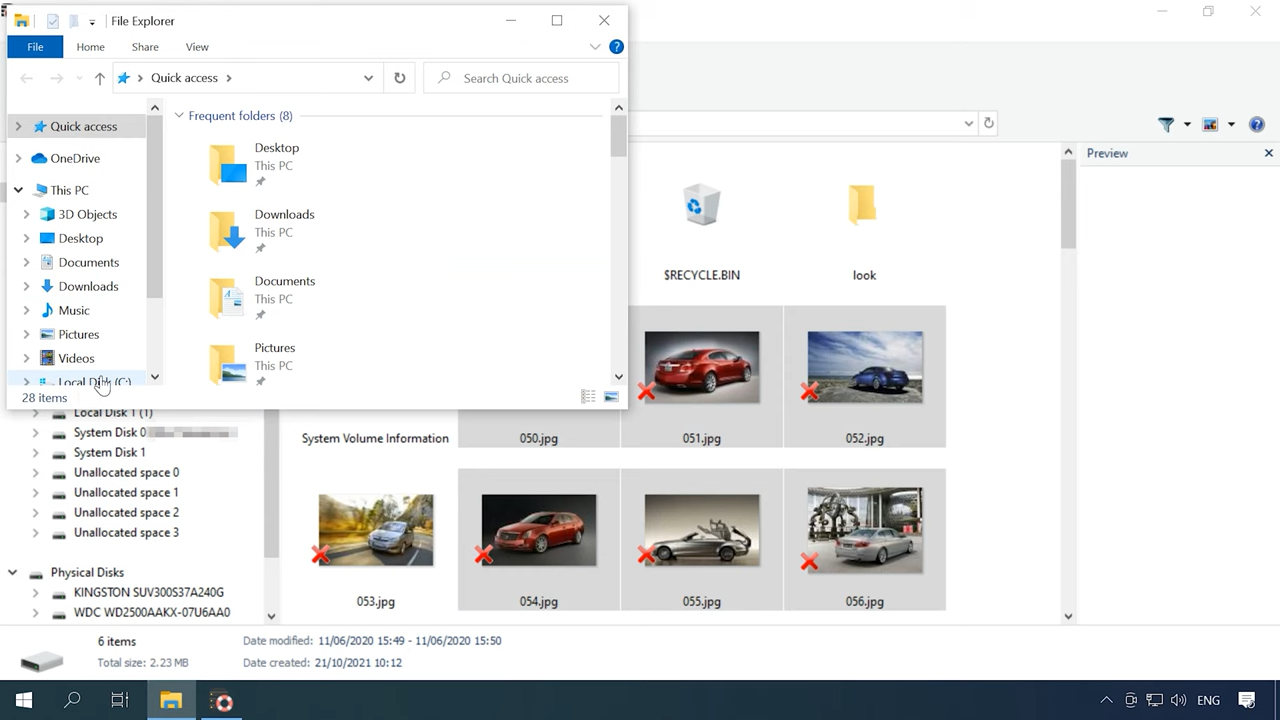 File Explorer
File
Home
Share
View
?
Quick access
Search Quick access
Quick access
OneDrive
This PC
3D Objects
Desktop
Documents
Downloads
Music
Pictures
Videos
Local Disk (C:)
28 items
Frequent folders (8)
Desktop
This PC
Downloads
This PC
Documents
This PC
Pictures
This PC
Local Disk 1 (T)
System Disk 0
System Disk 1
Unallocated space 0
Unallocated space 1
Unallocated space 2
Unallocated space 3
Physical Disks
KINGSTON SUV300S37A240G
WDC WD2500AAKX-07U6AA0
?
Preview
$RECYCLE.BIN
look
System Volume Information
050.jpg
051.jpg
052.jpg
053.jpg
054.jpg
055.jpg
056.jpg
6 items
Total size: 2.23 MB
Date modified: 11/06/2020 15:49 - 11/06/2020 15:50
Date created: 21/10/2021 10:12
ENG